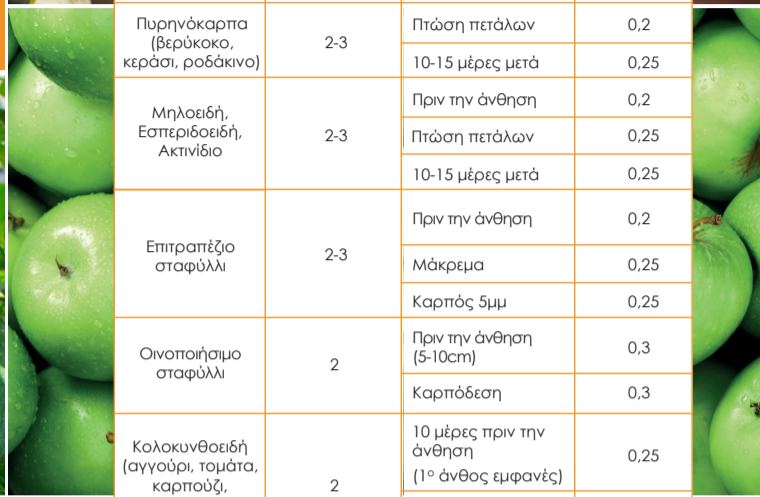 Πυρηνόκαρπα
(βερύκοκο,
κεράσι, ροδάκινο)
2-3
Πτώση πετάλων
0,2
10-15 μέρες μετά
0,25
Μηλοειδή,
Εσπεριδοειδή,
Ακτινίδιο
2-3
Πριν την άνθηση
0,2
Πτώση πετάλων
0,25
10-15 μέρες μετά
0,25
Επιτραπέζιο
σταφύλλι
2-3
Πριν την άνθηση
0,2
Μάκρεμα
0,25
Καρπός 5μμ
0,25
Οινοποιήσιμο
σταφύλλι
2
Πριν την άνθηση
(5-10cm)
0,3
Καρπόδεση
0,3
Κολοκυνθοειδή
(αγγούρι, τομάτα,
καρπούζι,
2
10 μέρες πριν την
άνθηση
(1ο άνθος εμφανές)
0,25